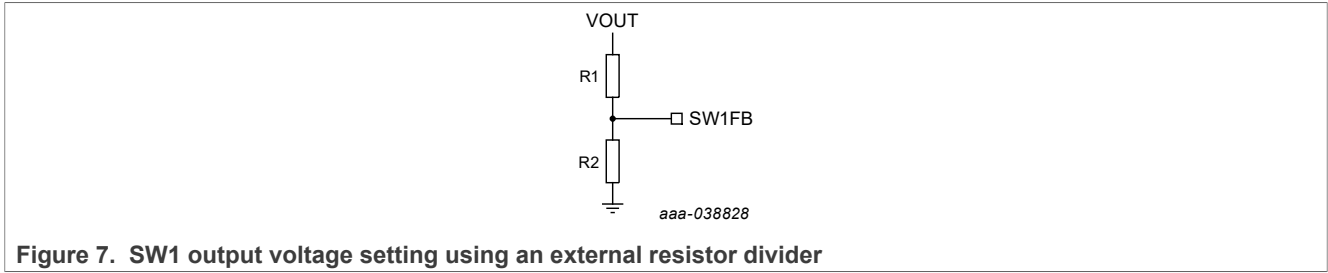 VOUT
R1
SW1FB
R2
aaa-038828
Figure 7. SW1 output voltage setting using an external resistor divider